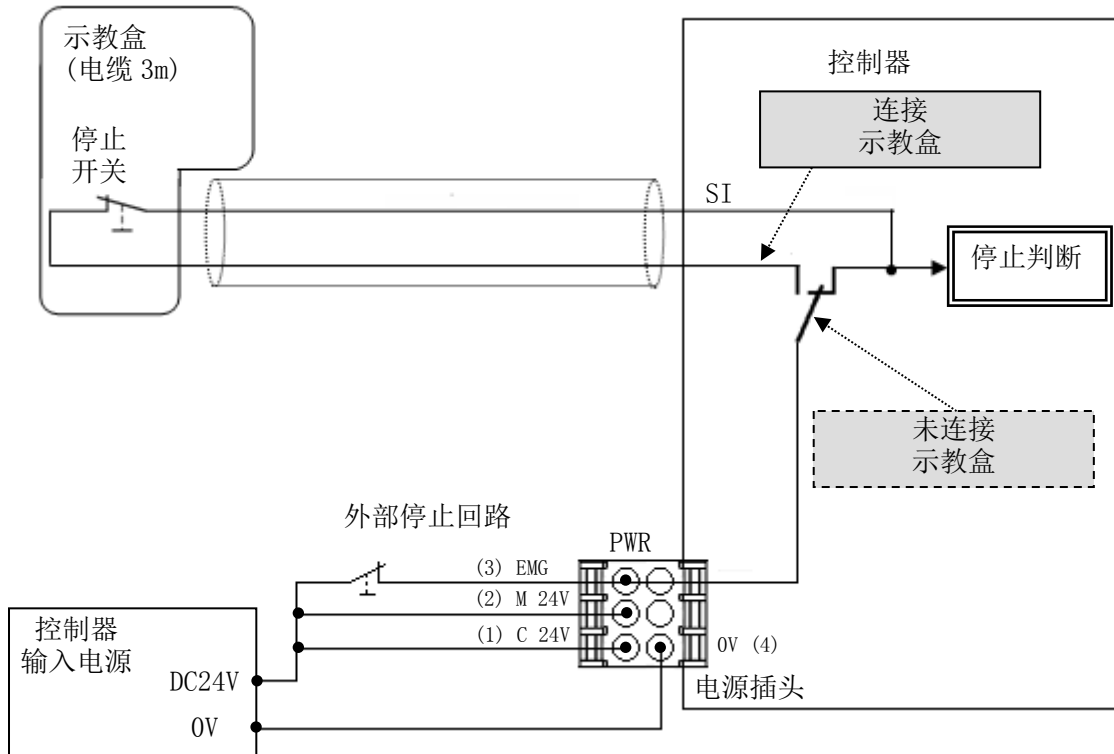 示教盒
(电缆 3m)
停止
开关
控制器
连接
示教盒
SI
停止判断
未连接
示教盒
外部停止回路
PWR
(3) EMG
(2) M 24V
(1) C 24V
0V (4)
电源插头
控制器
输入电源
DC24V
0V